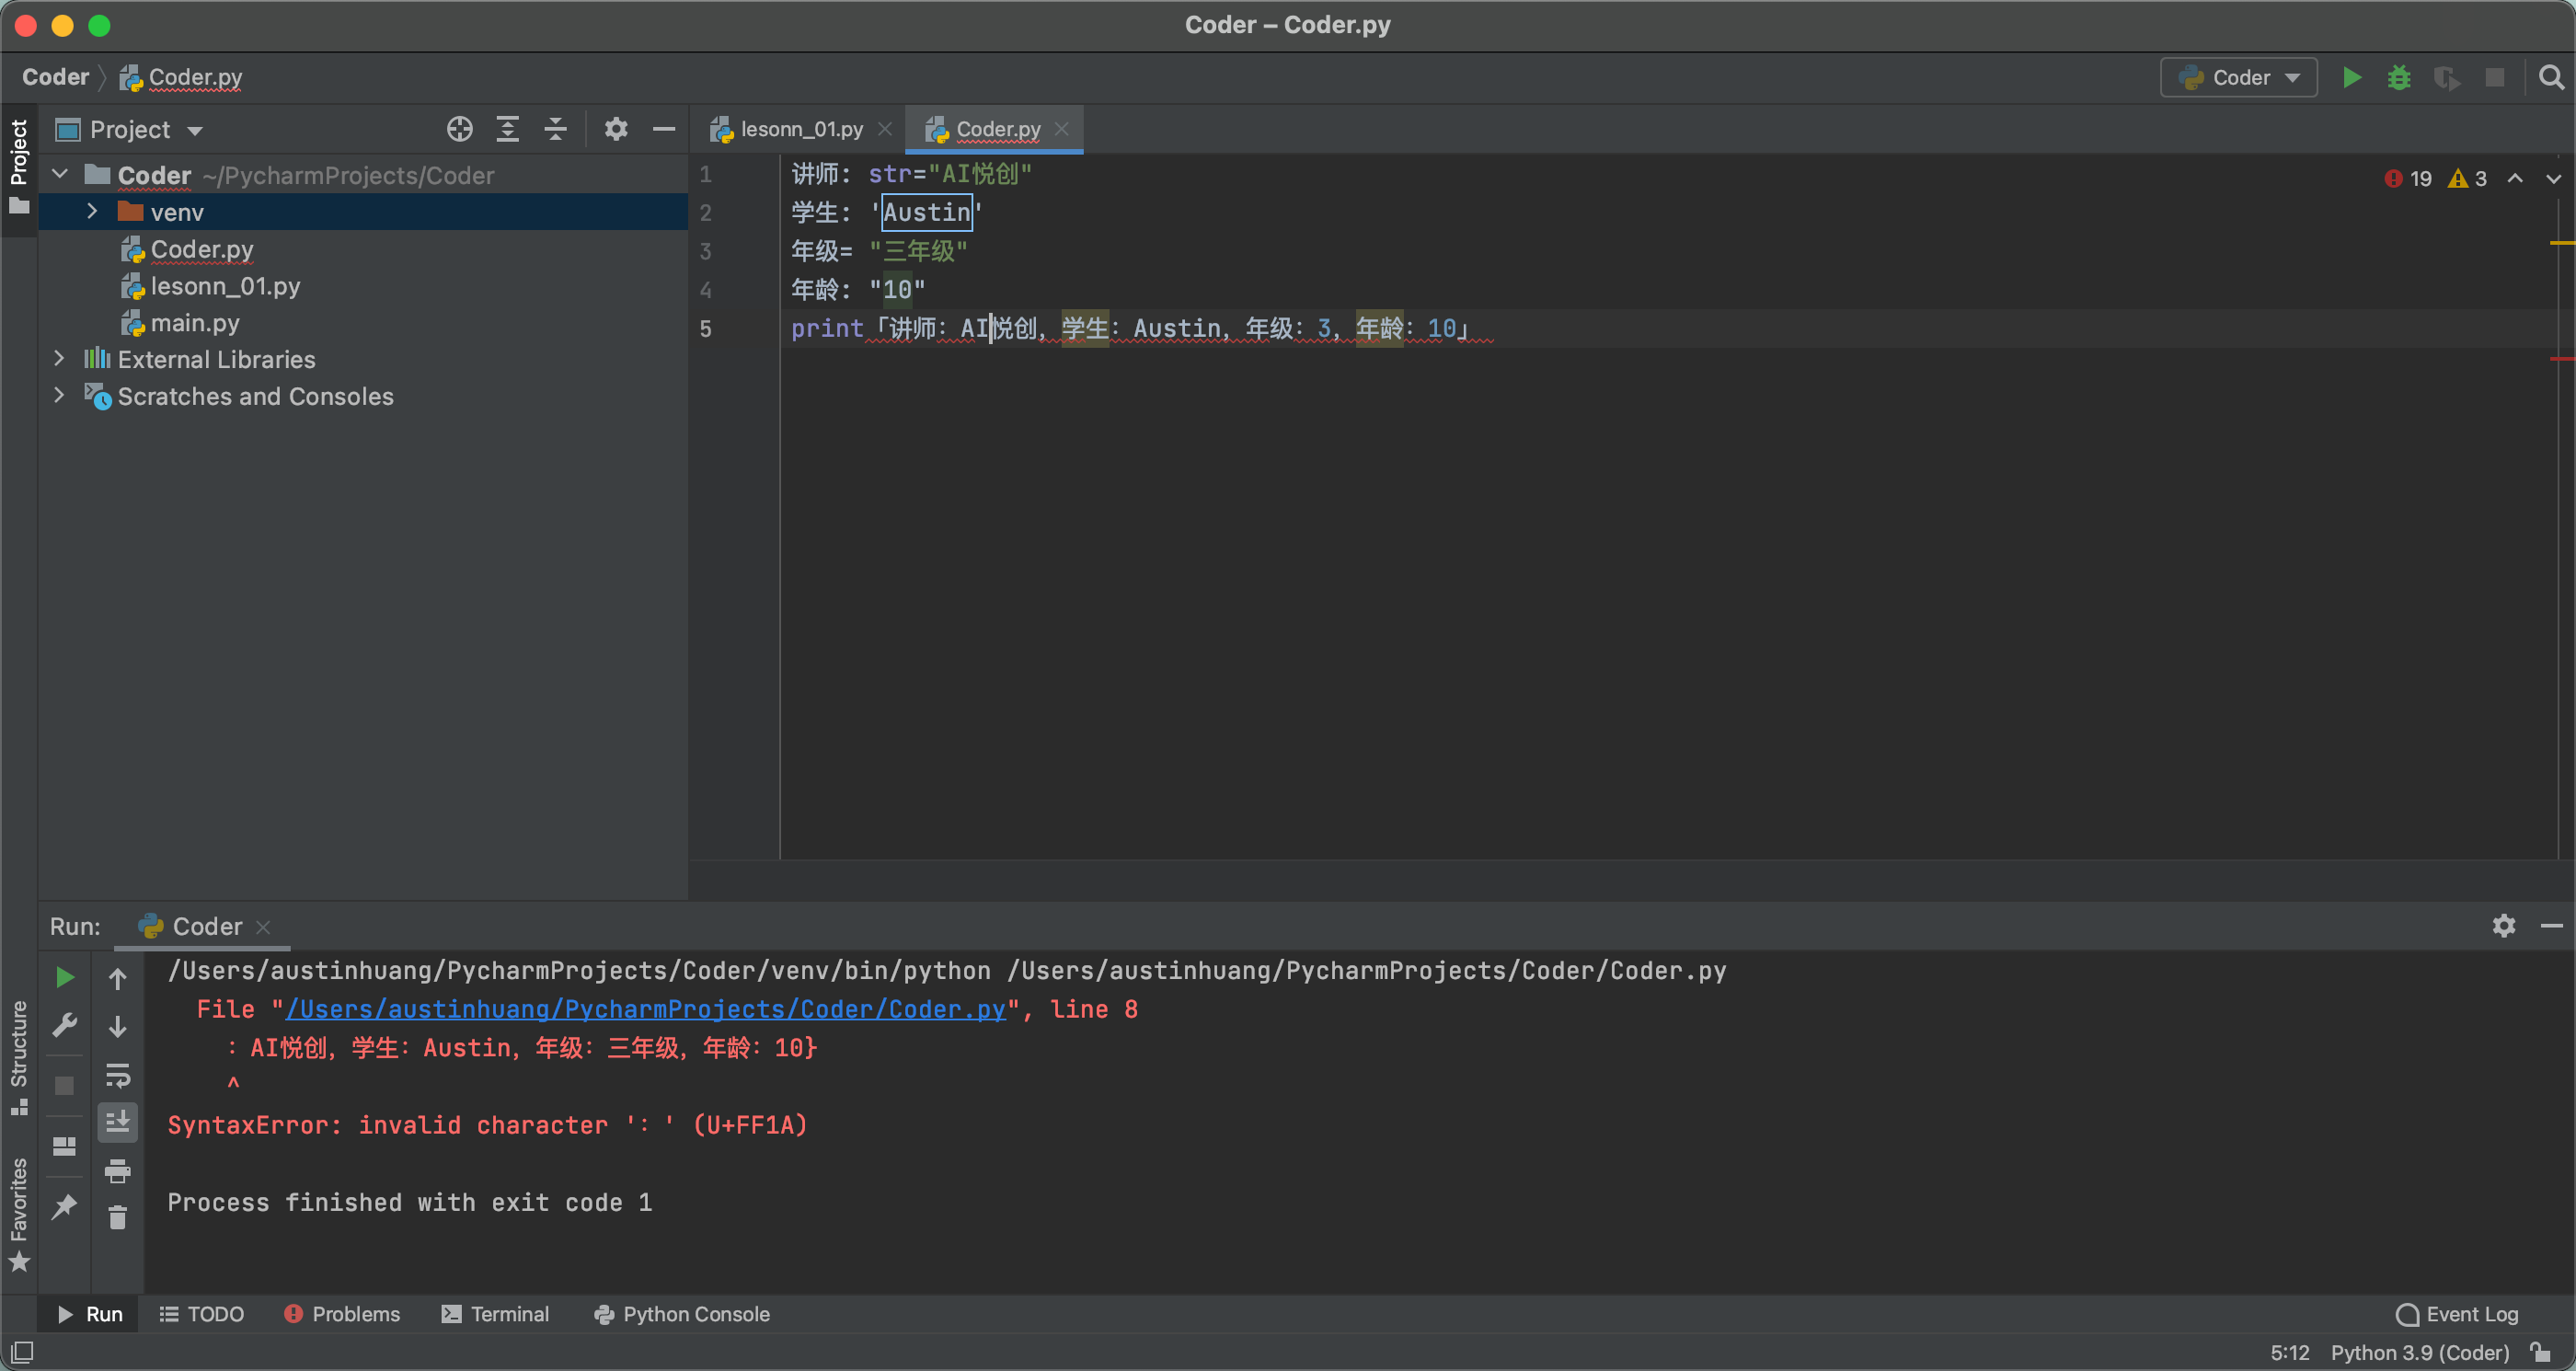 Coder – Coder.py
Coder
Coder.py
Coder
Project
Project
lesonn_01.py
Coder.py
Coder ~/PycharmProjects/Coder
venv
Coder.py
lesonn_01.py
main.py
External Libraries
Scratches and Consoles
1 讲师: str="AI悦创"
2 学生: 'Austin'
3 年级= "三年级"
4 年龄: "10"
5 print「讲师：AI悦创，学生：Austin，年级：3，年龄：10」
19 3
Run: Coder
/Users/austinhuang/PycharmProjects/Coder/venv/bin/python /Users/austinhuang/PycharmProjects/Coder/Coder.py
File "/Users/austinhuang/PycharmProjects/Coder/Coder.py", line 8
：AI悦创，学生：Austin，年级：三年级，年龄：10}
^
SyntaxError: invalid character '：' (U+FF1A)
Process finished with exit code 1
Structure
Favorites
Run
TODO
Problems
Terminal
Python Console
Event Log
5:12 Python 3.9 (Coder)